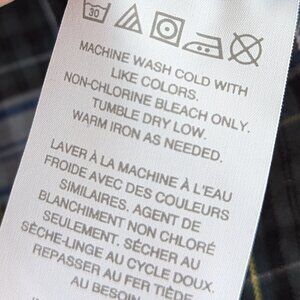 30
MACHINE WASH COLD WITH
LIKE COLORS.
NON-CHLORINE BLEACH ONLY.
TUMBLE DRY LOW.
WARM IRON AS NEEDED.
LAVER À LA MACHINE À L'EAU
FROIDE AVEC DES COULEURS
SIMILAIRES. AGENT DE
BLANCHIMENT NON CHLORÉ
SEULEMENT. SÉCHER AU
SÈCHE-LINGE AU CYCLE DOUX.
REPASSER AU FER TIÈDE
AU BESOIN